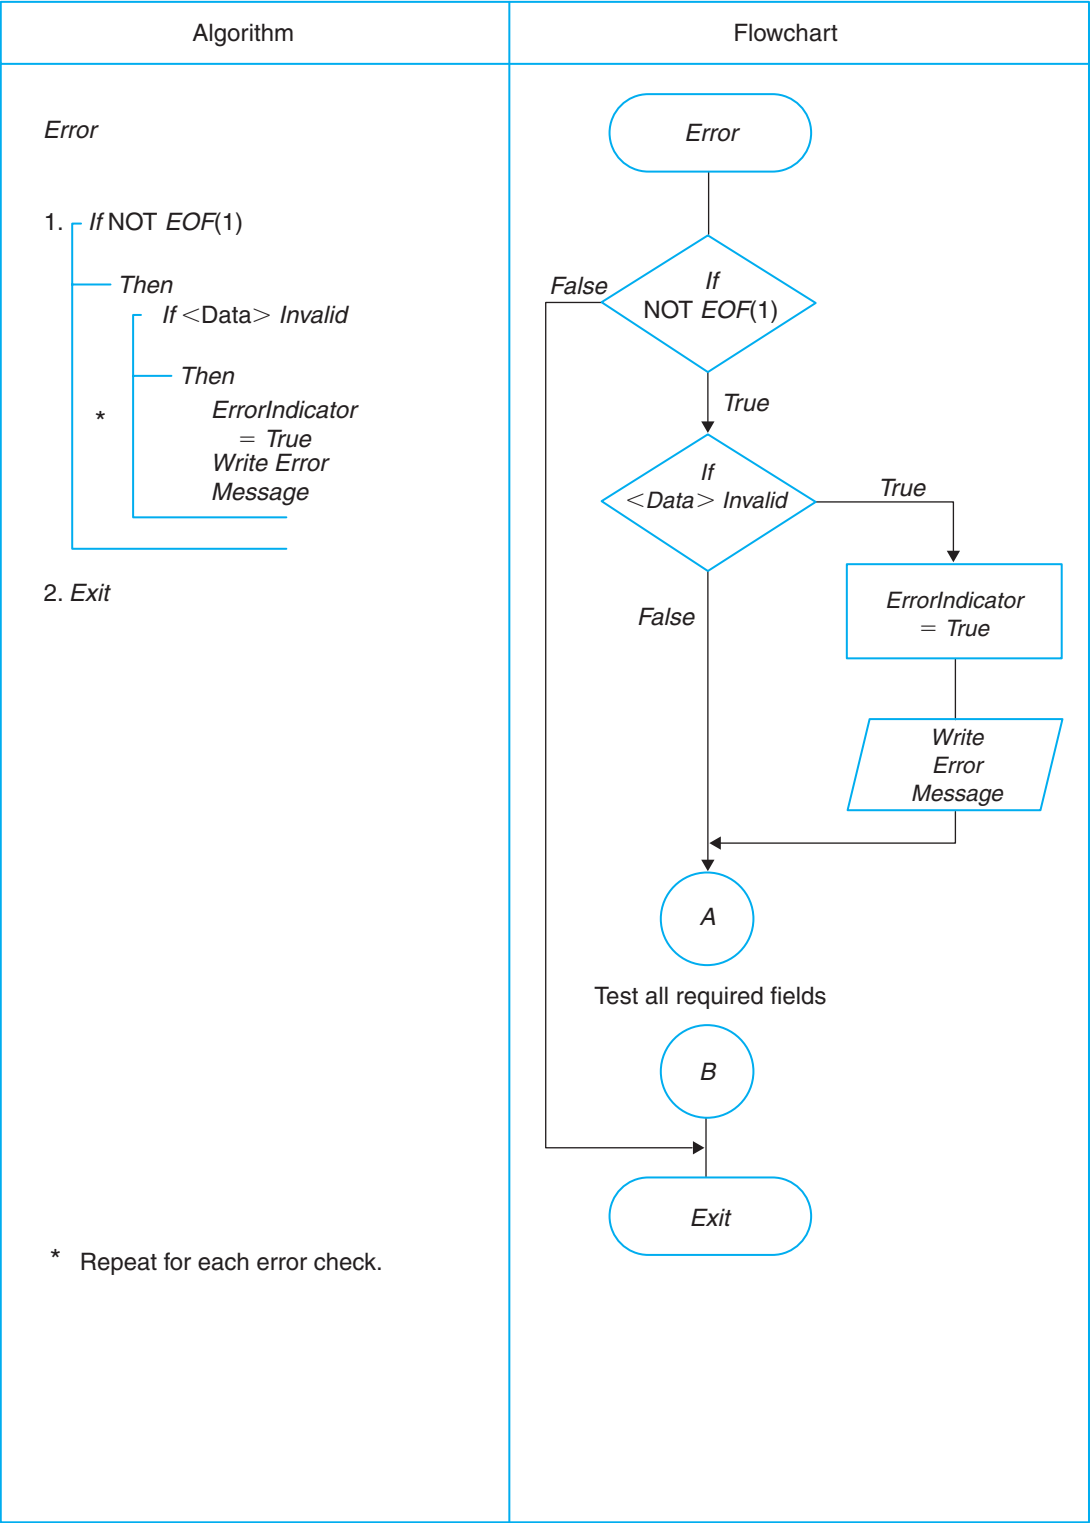 Algorithm
Error
1. If NOT EOF(1)
Then
If <Data> Invalid
Then
*
ErrorIndicator
= True
Write Error
Message
2. Exit
* Repeat for each error check.
Flowchart
Error
If
NOT EOF(1)
False
True
If
<Data> Invalid
True
False
ErrorIndicator
= True
Write
Error
Message
A
Test all required fields
B
Exit